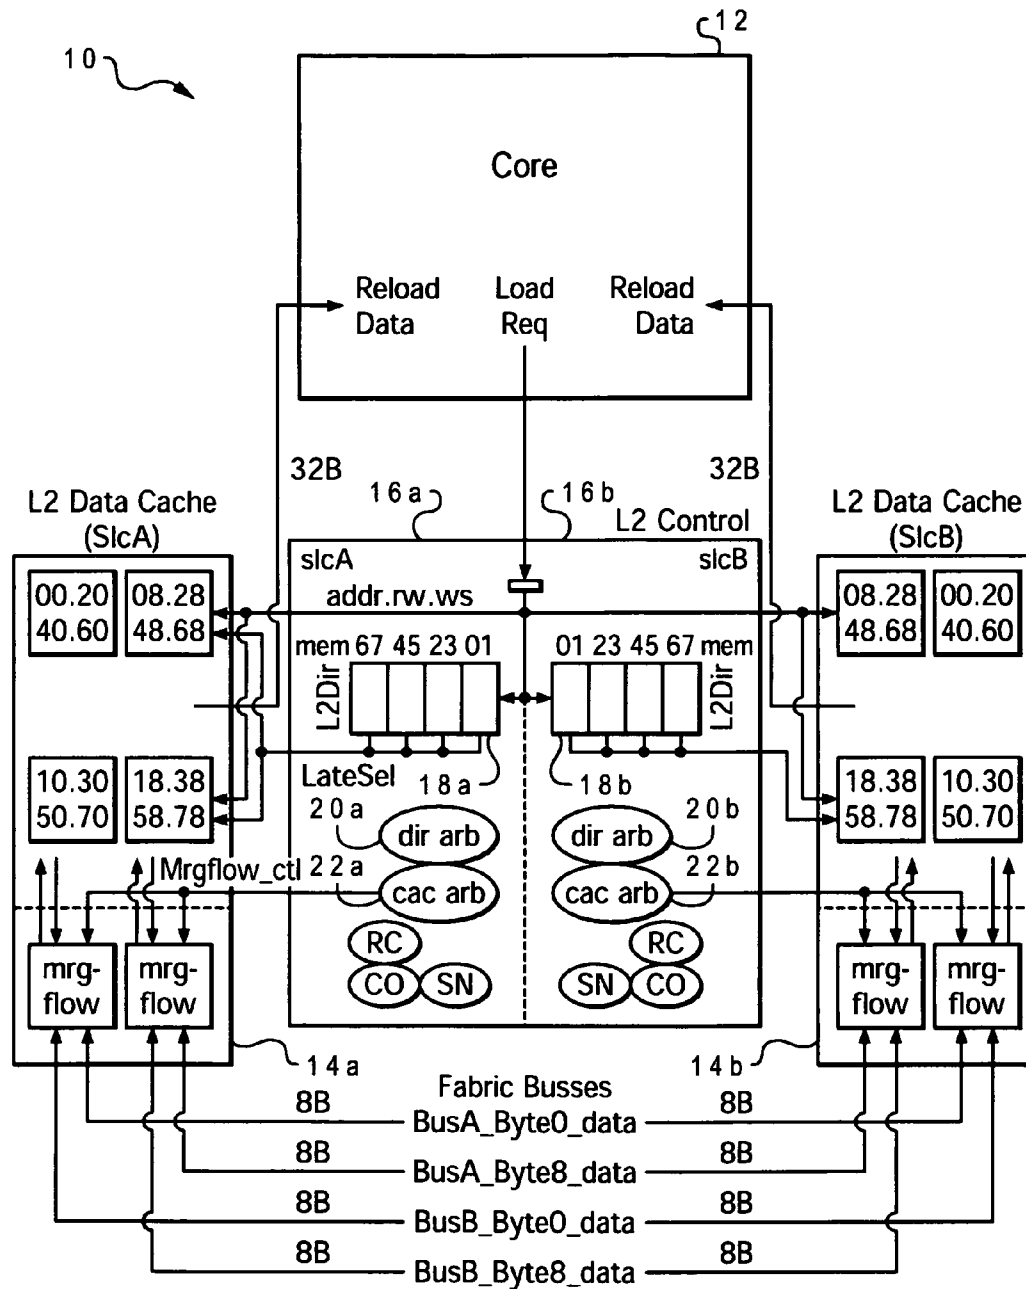 12
10
Core
Reload Load Reload
Data Req Data
32B 32B
16a 16b
L2 Data Cache
(SlcA)
L2 Control
L2 Data Cache
(SlcB)
slcA slcB
00.20 08.28
40.60 48.68
addr.rw.ws
08.28 00.20
48.68 40.60
mem 67 45 23 01
01 23 45 67 mem
L2Dir
L2Dir
10.30 18.38
50.70 58.78
LateSel
18a 18b
18.38 10.30
58.78 50.70
20a dir arb
dir arb 20b
Mrgflow_ctl
22a cac arb
cac arb 22b
RC
CO SN
RC
SN CO
mrg- mrg-
flow flow
mrg- mrg-
flow flow
14a 14b
Fabric Busses
8B BusA_Byte0_data 8B
8B BusA_Byte8_data 8B
8B BusB_Byte0_data 8B
8B BusB_Byte8_data 8B